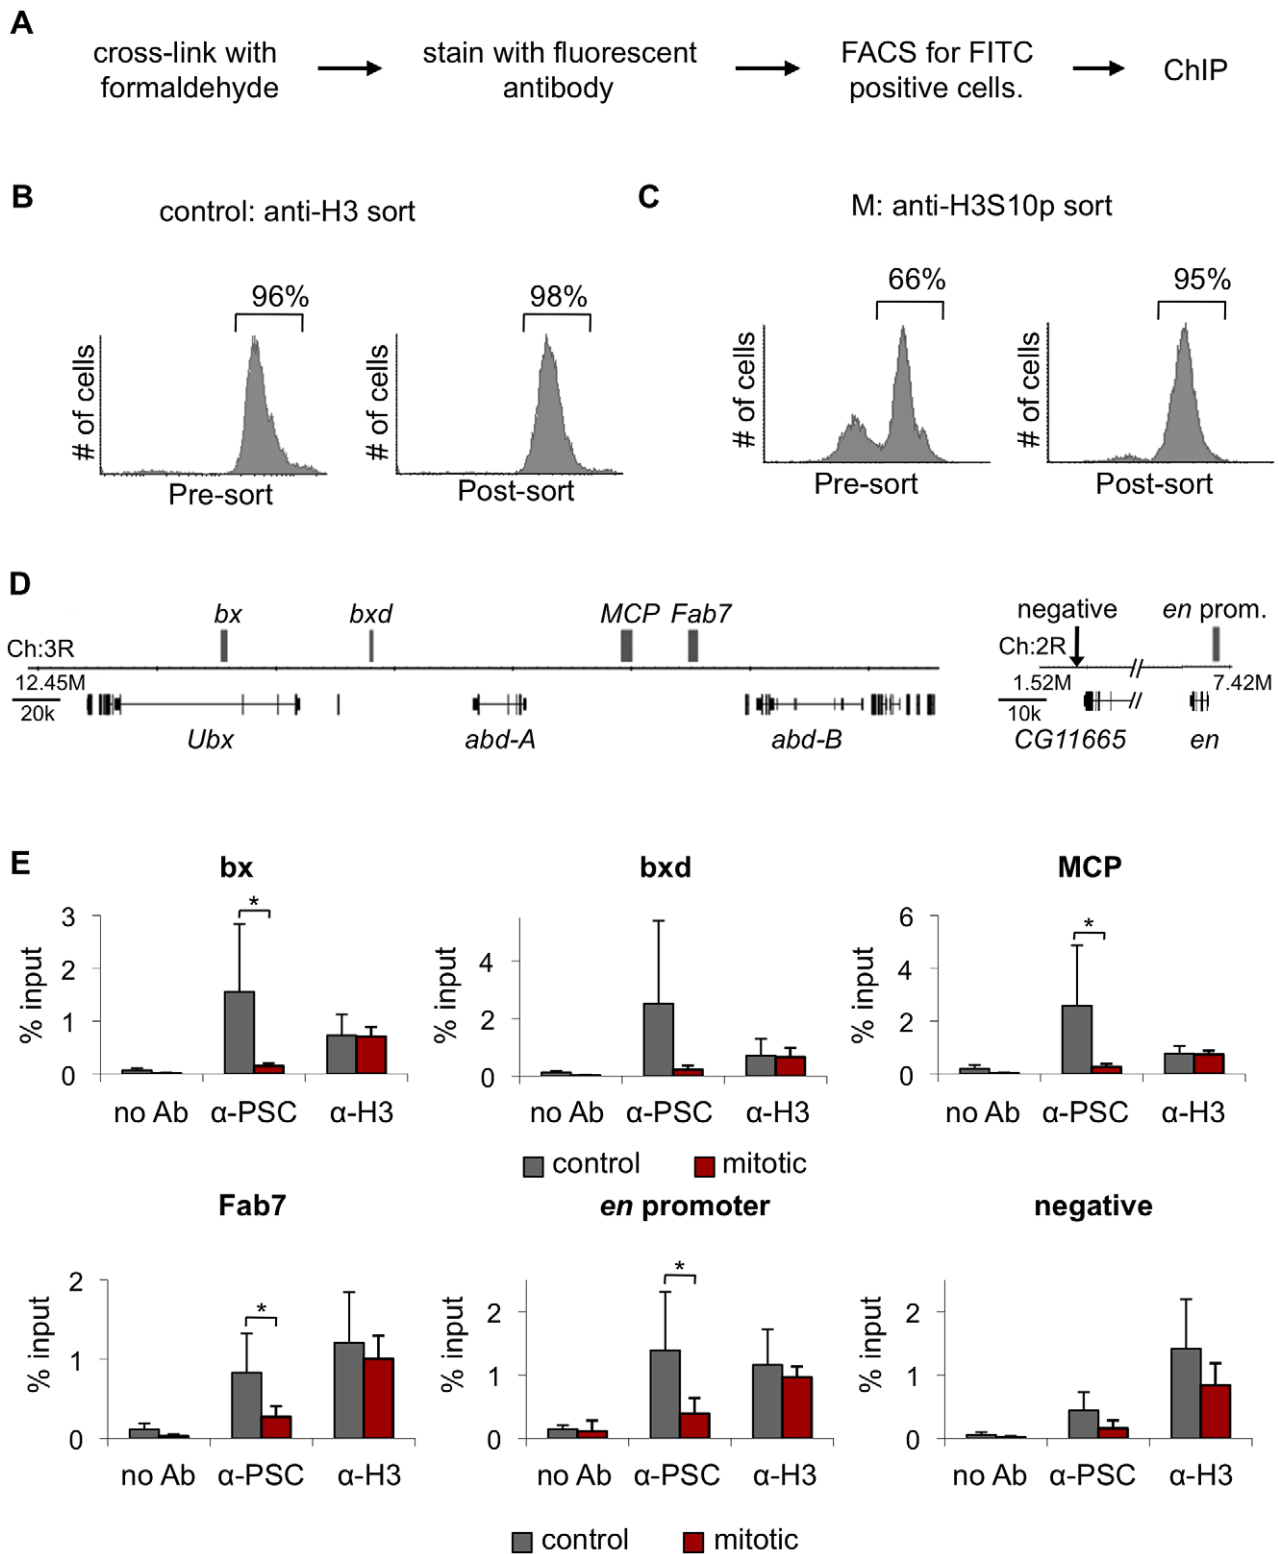 A
cross-link with
formaldehyde
stain with fluorescent
antibody
FACS for FITC
positive cells.
ChIP
B
control: anti-H3 sort
96%
98%
# of cells
Pre-sort
# of cells
Post-sort
C
M: anti-H3S10p sort
66%
95%
# of cells
Pre-sort
# of cells
Post-sort
D
bx
bxd
MCP
Fab7
Ch:3R
12.45M
20k
Ubx
abd-A
abd-B
negative
en prom.
Ch:2R
1.52M
7.42M
10k
CG11665
en
E
bx
3
2
1
0
% input
*
no Ab
α-PSC
α-H3
bxd
4
2
0
% input
no Ab
α-PSC
α-H3
MCP
6
4
2
0
% input
*
no Ab
α-PSC
α-H3
control
mitotic
Fab7
2
1
0
% input
*
no Ab
α-PSC
α-H3
en promoter
2
1
0
% input
*
no Ab
α-PSC
α-H3
negative
2
1
0
% input
no Ab
α-PSC
α-H3
control
mitotic